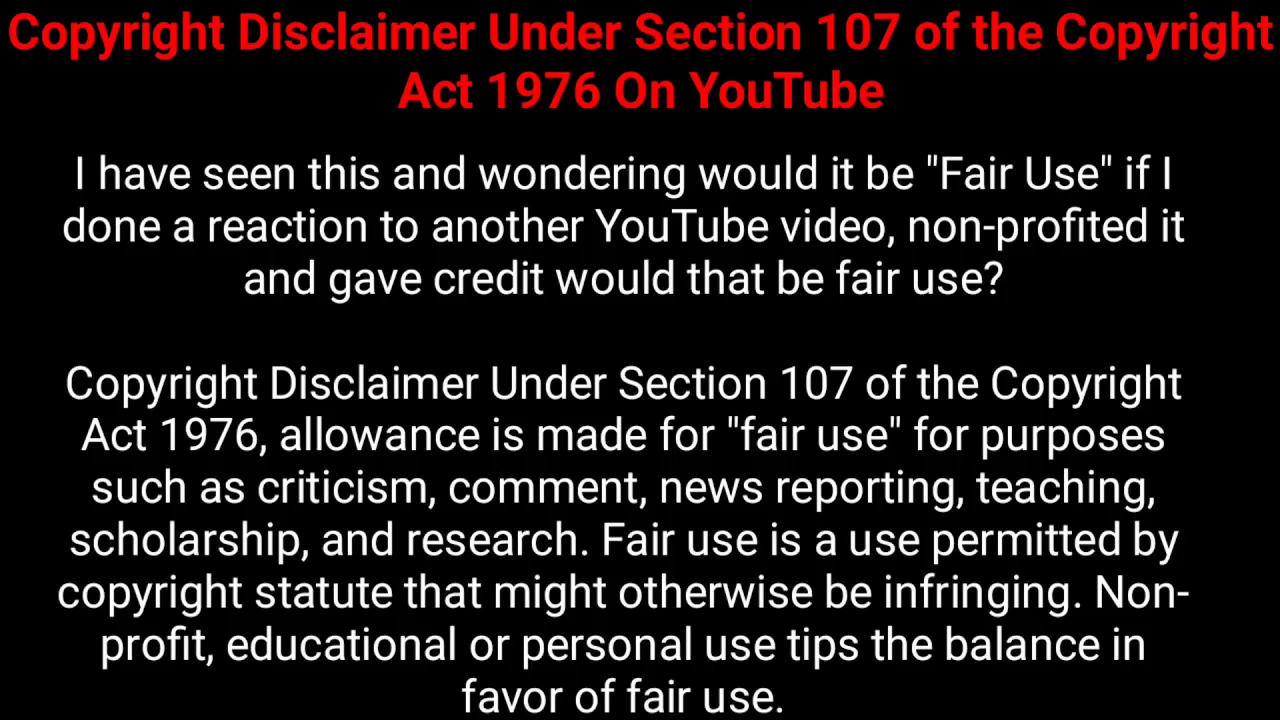 Copyright Disclaimer Under Section 107 of the Copyright
Act 1976 On YouTube
I have seen this and wondering would it be "Fair Use" if I
done a reaction to another YouTube video, non-profited it
and gave credit would that be fair use?
Copyright Disclaimer Under Section 107 of the Copyright
Act 1976, allowance is made for "fair use" for purposes
such as criticism, comment, news reporting, teaching,
scholarship, and research. Fair use is a use permitted by
copyright statute that might otherwise be infringing. Non-
profit, educational or personal use tips the balance in
favor of fair use.